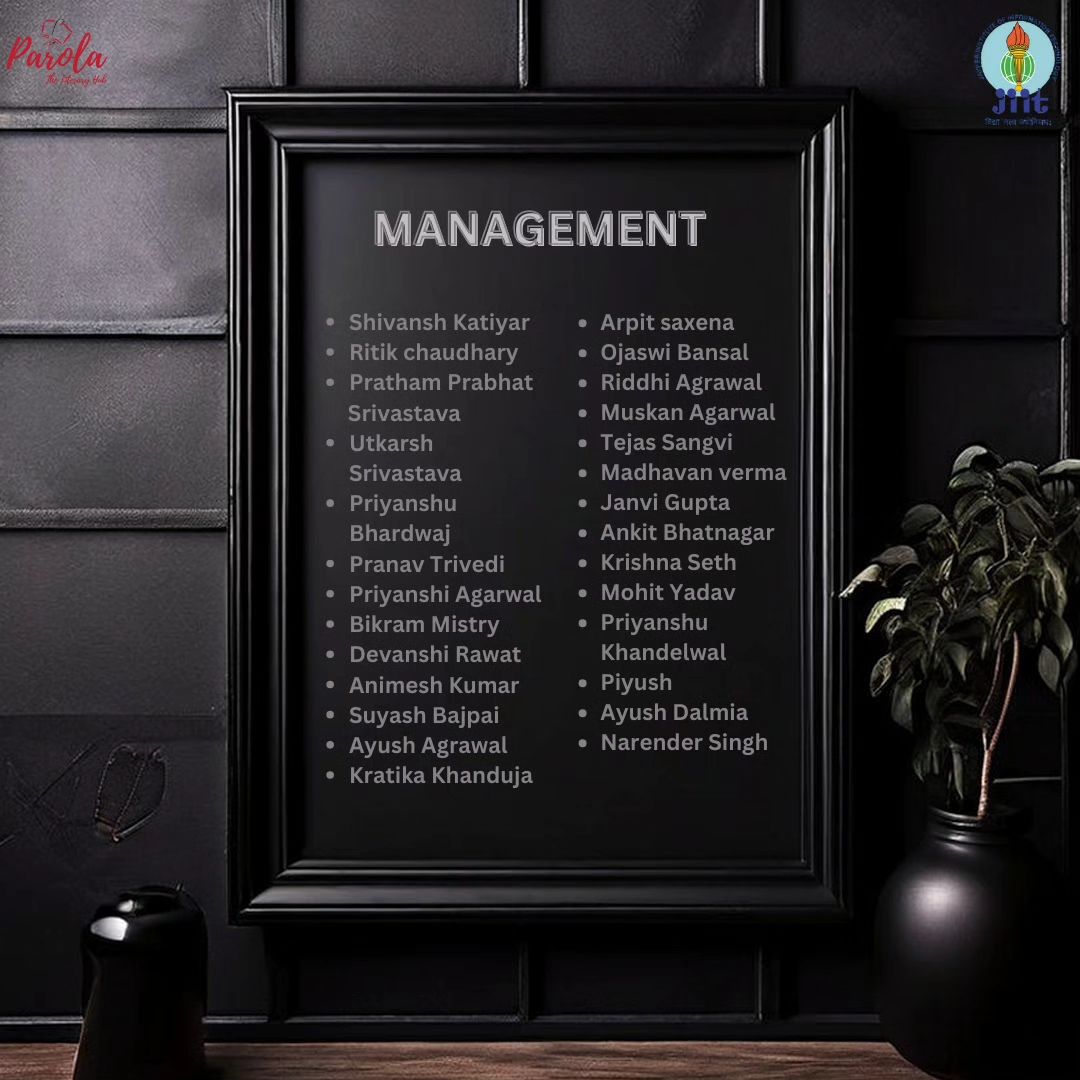 Parola
The Literary Hub
jiit
MANAGEMENT
Shivansh Katiyar
Ritik chaudhary
Pratham Prabhat
Srivastava
Utkarsh
Srivastava
Priyanshu
Bhardwaj
Pranav Trivedi
Priyanshi Agarwal
Bikram Mistry
Devanshi Rawat
Animesh Kumar
Suyash Bajpai
Ayush Agrawal
Kratika Khanduja
Arpit saxena
Ojaswi Bansal
Riddhi Agrawal
Muskan Agarwal
Tejas Sangvi
Madhavan verma
Janvi Gupta
Ankit Bhatnagar
Krishna Seth
Mohit Yadav
Priyanshu
Khandelwal
Piyush
Ayush Dalmia
Narender Singh